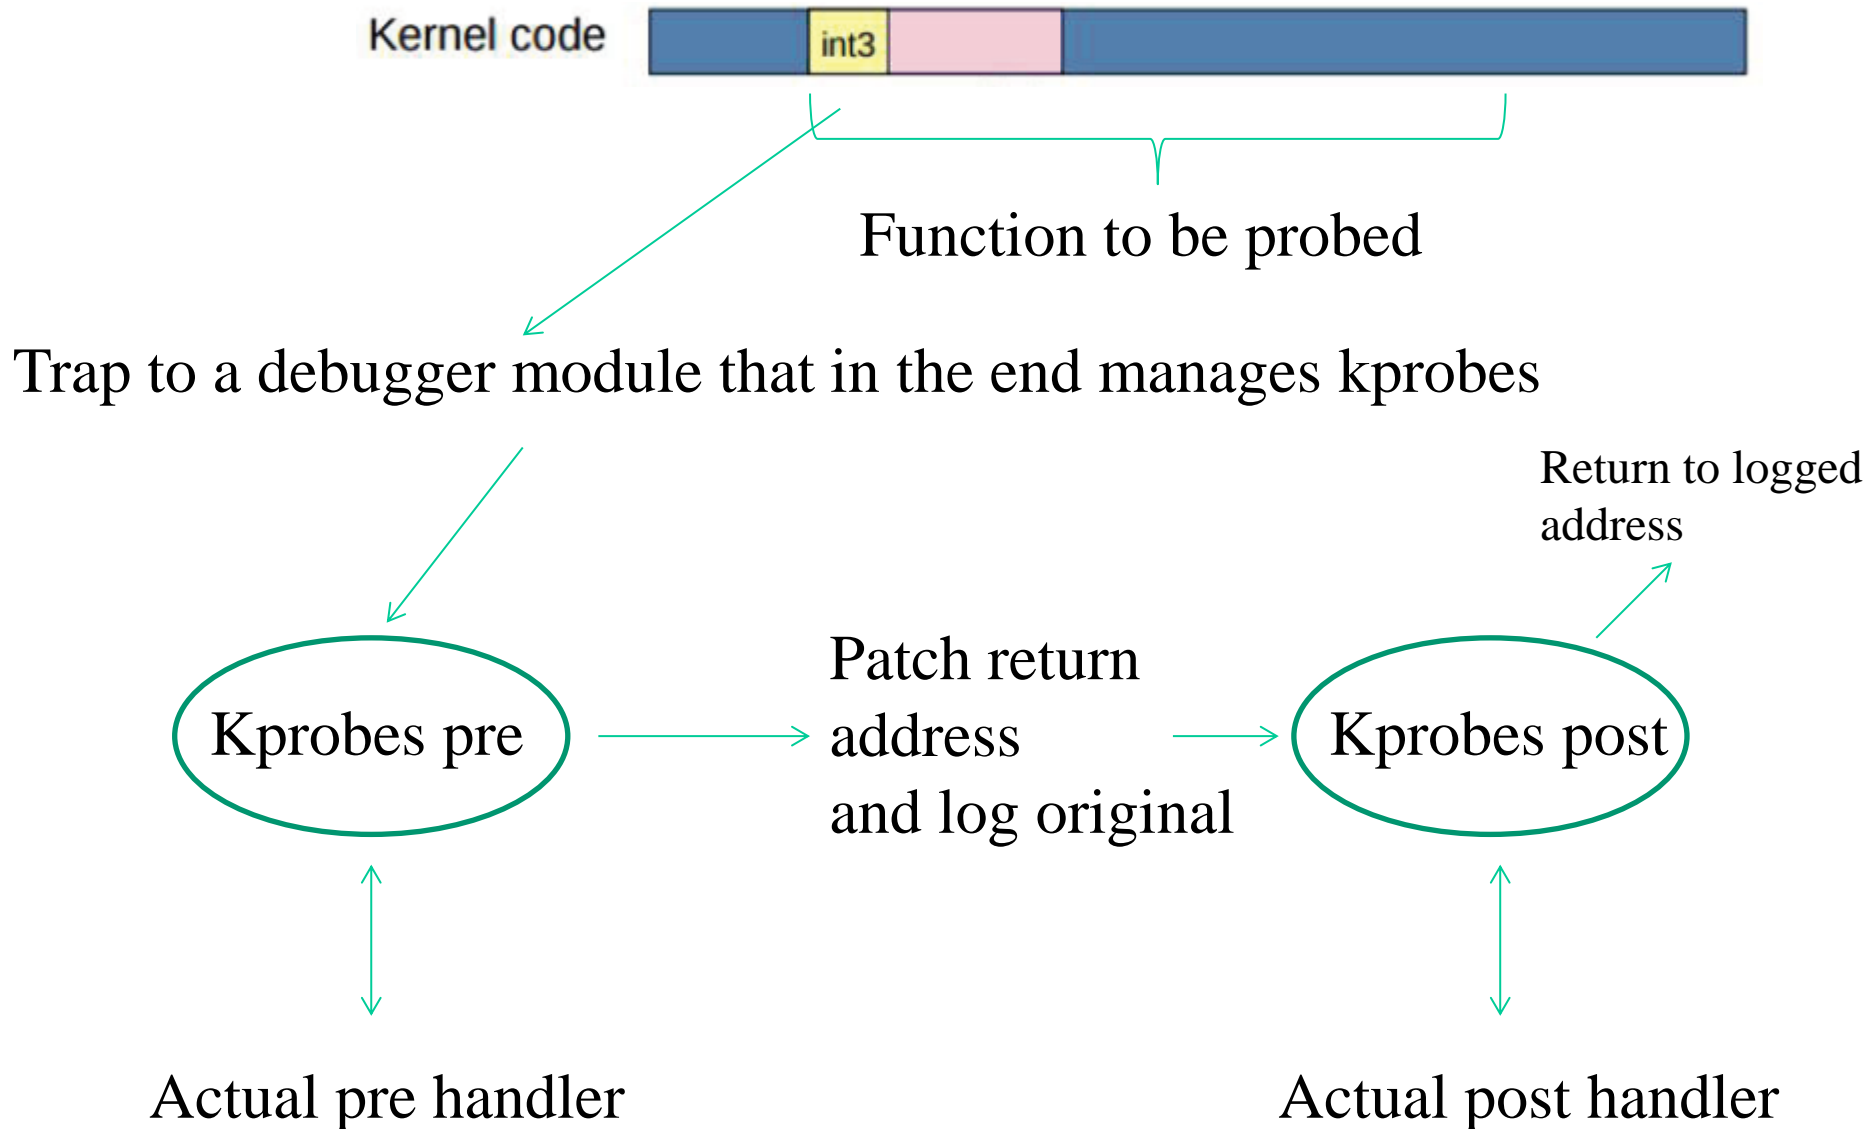 Kernel code
int3
Function to be probed
Trap to a debugger module that in the end manages kprobes
Return to logged
address
Kprobes pre
Patch return
address
and log original
Kprobes post
Actual pre handler
Actual post handler